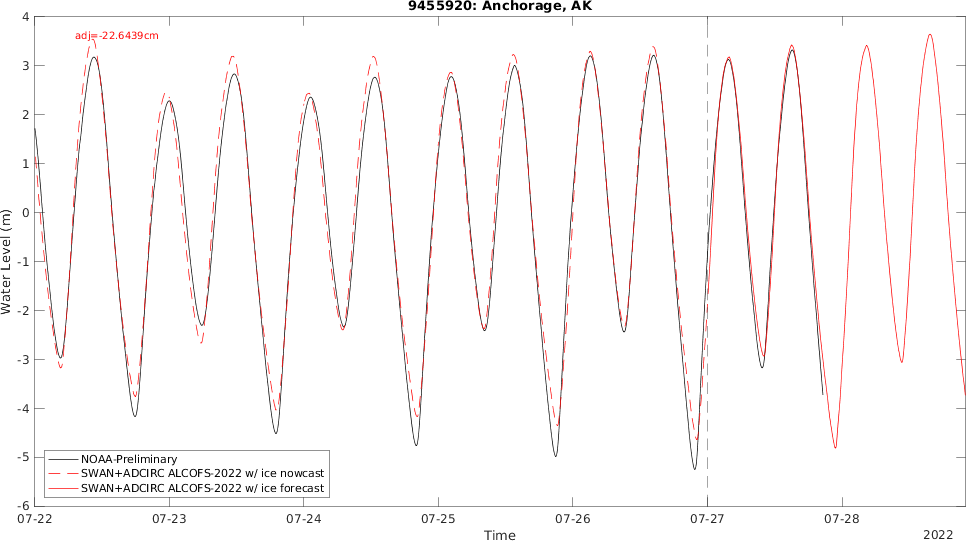 9455920: Anchorage, AK
adj=-22.6439cm
4
3
2
1
0
-1
-2
-3
-4
-5
-6
Water Level (m)
NOAA-Preliminary
SWAN+ADCIRC ALCOFS-2022 w/ ice nowcast
SWAN+ADCIRC ALCOFS-2022 w/ ice forecast
07-22 07-23 07-24 07-25 07-26 07-27 07-28
Time
2022